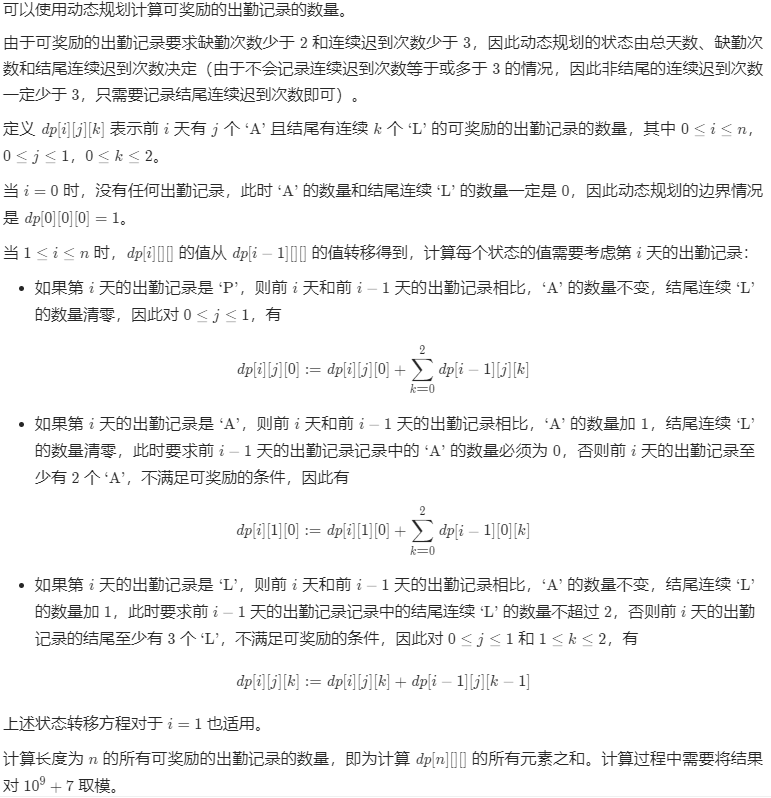 可以使用动态规划计算可奖励的出勤记录的数量。
由于可奖励的出勤记录要求缺勤次数少于 2 和连续迟到次数少于 3，因此动态规划的状态由总天数、缺勤次
数和结尾连续迟到次数决定（由于不会记录连续迟到次数等于或多于 3 的情况，因此非结尾的连续迟到次数
一定少于 3，只需要记录结尾连续迟到次数即可）。
定义 dp[i][j][k] 表示前 i 天有 j 个 ‘A’ 且结尾有连续 k 个 ‘L’ 的可奖励的出勤记录的数量，其中 0 ≤ i ≤ n，
0 ≤ j ≤ 1，0 ≤ k ≤ 2。
当 i = 0 时，没有任何出勤记录，此时 ‘A’ 的数量和结尾连续 ‘L’ 的数量一定是 0，因此动态规划的边界情况
是 dp[0][0][0] = 1。
当 1 ≤ i ≤ n 时，dp[i][][] 的值从 dp[i − 1][][] 的值转移得到，计算每个状态的值需要考虑第 i 天的出勤记录：
• 如果第 i 天的出勤记录是 ‘P’，则前 i 天和前 i − 1 天的出勤记录相比，‘A’ 的数量不变，结尾连续 ‘L’
的数量清零，因此对 0 ≤ j ≤ 1，有
dp[i][j][0] := dp[i][j][0] + ∑_{k=0}^{2} dp[i − 1][j][k]
• 如果第 i 天的出勤记录是 ‘A’，则前 i 天和前 i − 1 天的出勤记录相比，‘A’ 的数量加 1，结尾连续 ‘L’
的数量清零，此时要求前 i − 1 天的出勤记录记录中的 ‘A’ 的数量必须为 0，否则前 i 天的出勤记录至
少有 2 个 ‘A’，不满足可奖励的条件，因此有
dp[i][1][0] := dp[i][1][0] + ∑_{k=0}^{2} dp[i − 1][0][k]
• 如果第 i 天的出勤记录是 ‘L’，则前 i 天和前 i − 1 天的出勤记录相比，‘A’ 的数量不变，结尾连续 ‘L’
的数量加 1，此时要求前 i − 1 天的出勤记录记录中的结尾连续 ‘L’ 的数量不超过 2，否则前 i 天的出勤
记录的结尾至少有 3 个 ‘L’，不满足可奖励的条件，因此对 0 ≤ j ≤ 1 和 1 ≤ k ≤ 2，有
dp[i][j][k] := dp[i][j][k] + dp[i − 1][j][k − 1]
上述状态转移方程对于 i = 1 也适用。
计算长度为 n 的所有可奖励的出勤记录的数量，即为计算 dp[n][][] 的所有元素之和。计算过程中需要将结果
对 10⁹ + 7 取模。